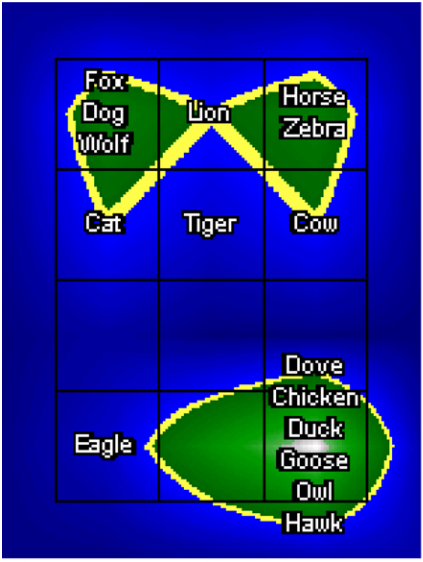 Fox
Dog
Wolf
Lion
Horse
Zebra
Cat
Tiger
Cow
Dove
Chicken
Duck
Eagle
Goose
Owl
Hawk